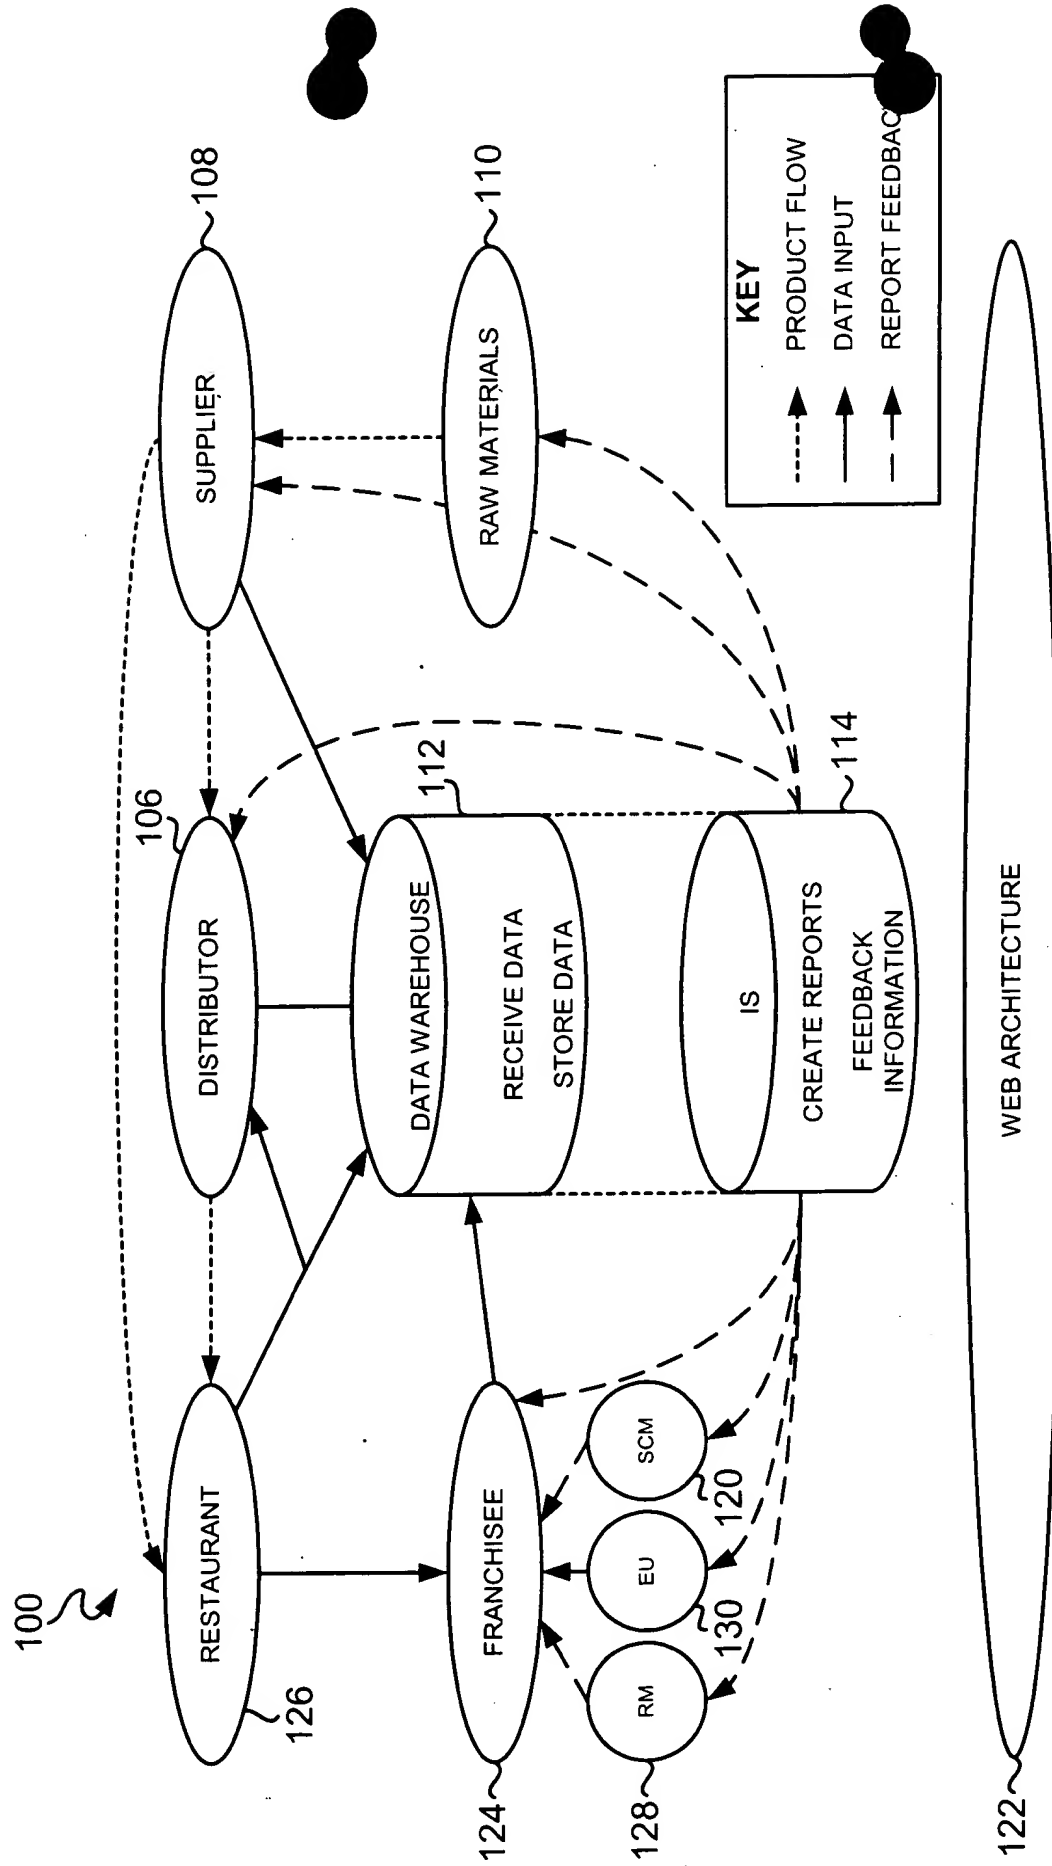 100
RESTAURANT
126
DISTRIBUTOR
106
SUPPLIER
108
FRANCHISEE
124
DATA WAREHOUSE
112
RECEIVE DATA
STORE DATA
RAW MATERIALS
110
RM
128
EU
130
SCM
120
IS
CREATE REPORTS
FEEDBACK
INFORMATION
114
KEY
PRODUCT FLOW
DATA INPUT
REPORT FEEDBAC
WEB ARCHITECTURE
122